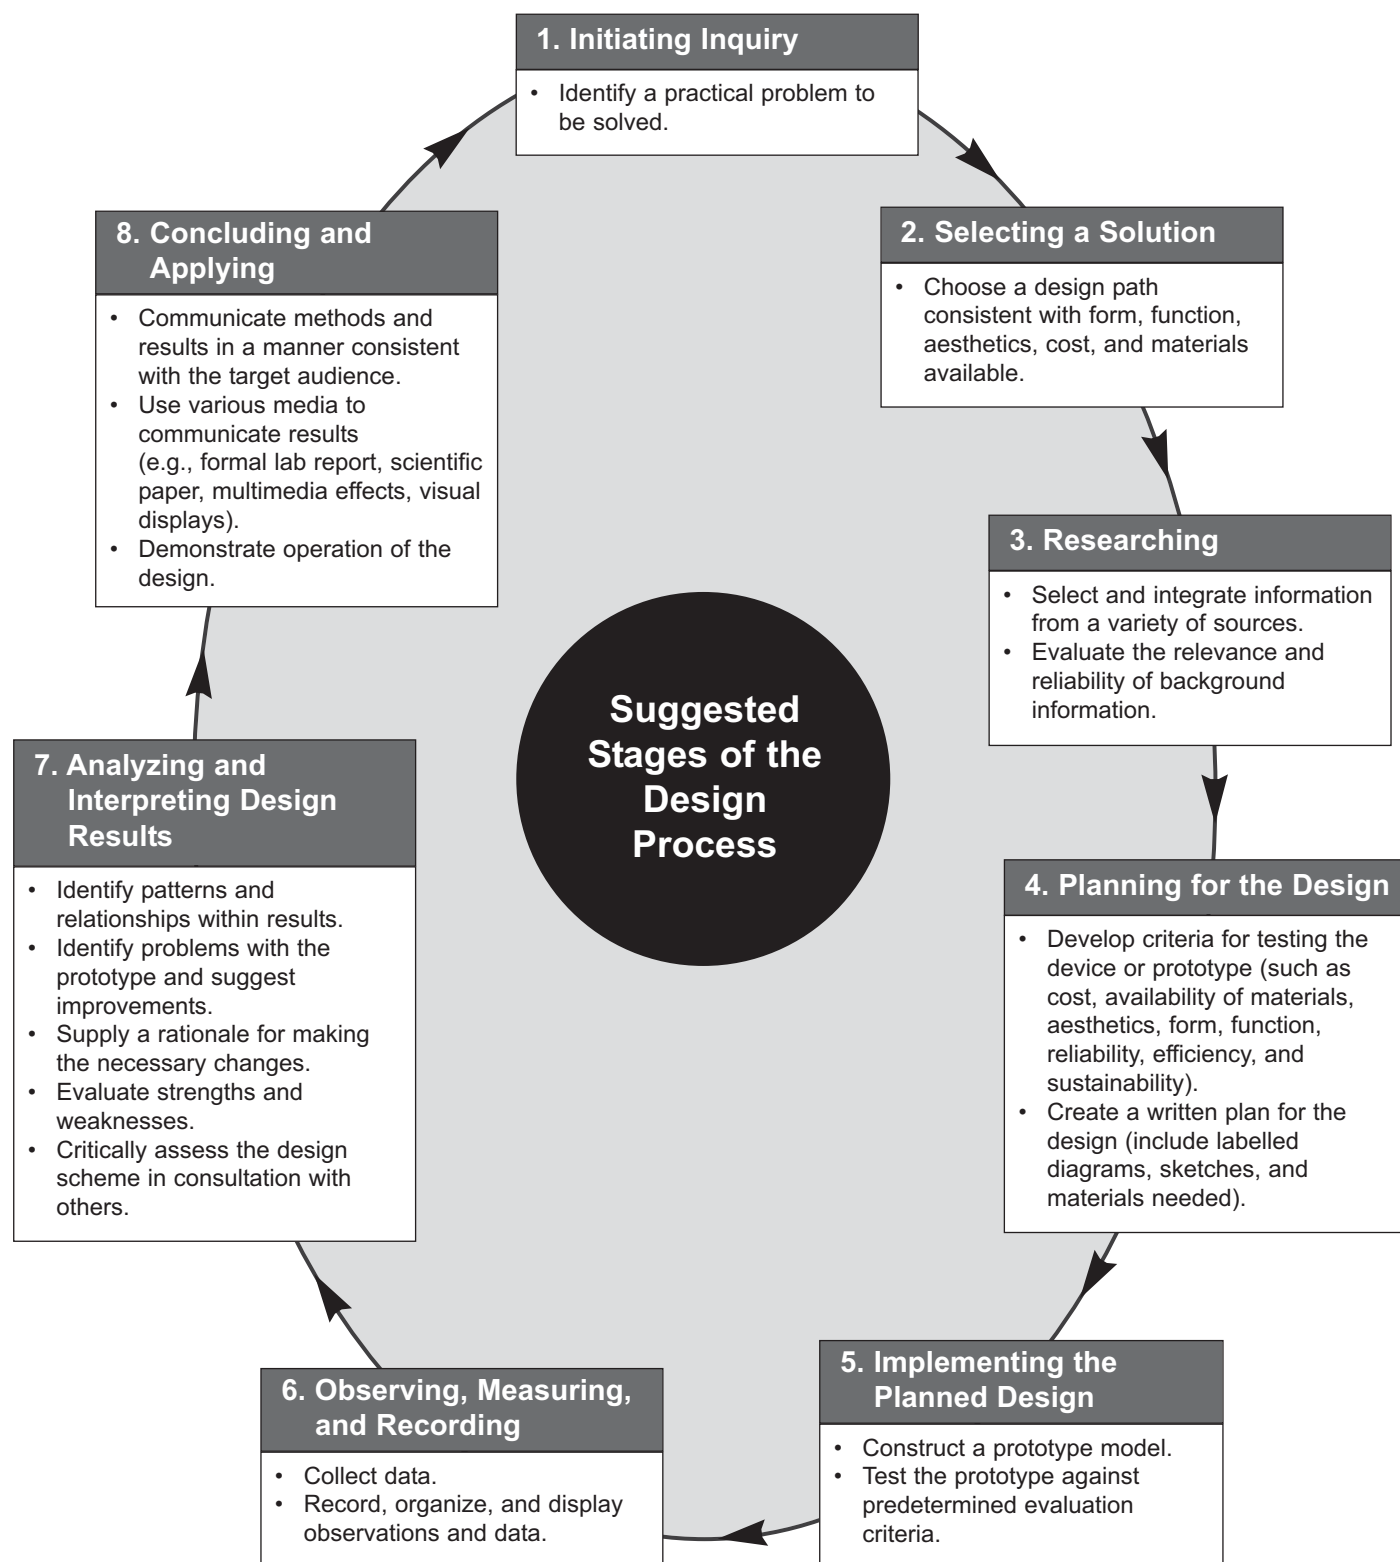 1. Initiating Inquiry
• Identify a practical problem to
be solved.
2. Selecting a Solution
• Choose a design path
consistent with form, function,
aesthetics, cost, and materials
available.
3. Researching
• Select and integrate information
from a variety of sources.
• Evaluate the relevance and
reliability of background
information.
4. Planning for the Design
• Develop criteria for testing the
device or prototype (such as
cost, availability of materials,
aesthetics, form, function,
reliability, efficiency, and
sustainability).
• Create a written plan for the
design (include labelled
diagrams, sketches, and
materials needed).
5. Implementing the
Planned Design
• Construct a prototype model.
• Test the prototype against
predetermined evaluation
criteria.
6. Observing, Measuring,
and Recording
• Collect data.
• Record, organize, and display
observations and data.
7. Analyzing and
Interpreting Design
Results
• Identify patterns and
relationships within results.
• Identify problems with the
prototype and suggest
improvements.
• Supply a rationale for making
the necessary changes.
• Evaluate strengths and
weaknesses.
• Critically assess the design
scheme in consultation with
others.
8. Concluding and
Applying
• Communicate methods and
results in a manner consistent
with the target audience.
• Use various media to
communicate results
(e.g., formal lab report, scientific
paper, multimedia effects, visual
displays).
• Demonstrate operation of the
design.
Suggested
Stages of the
Design
Process